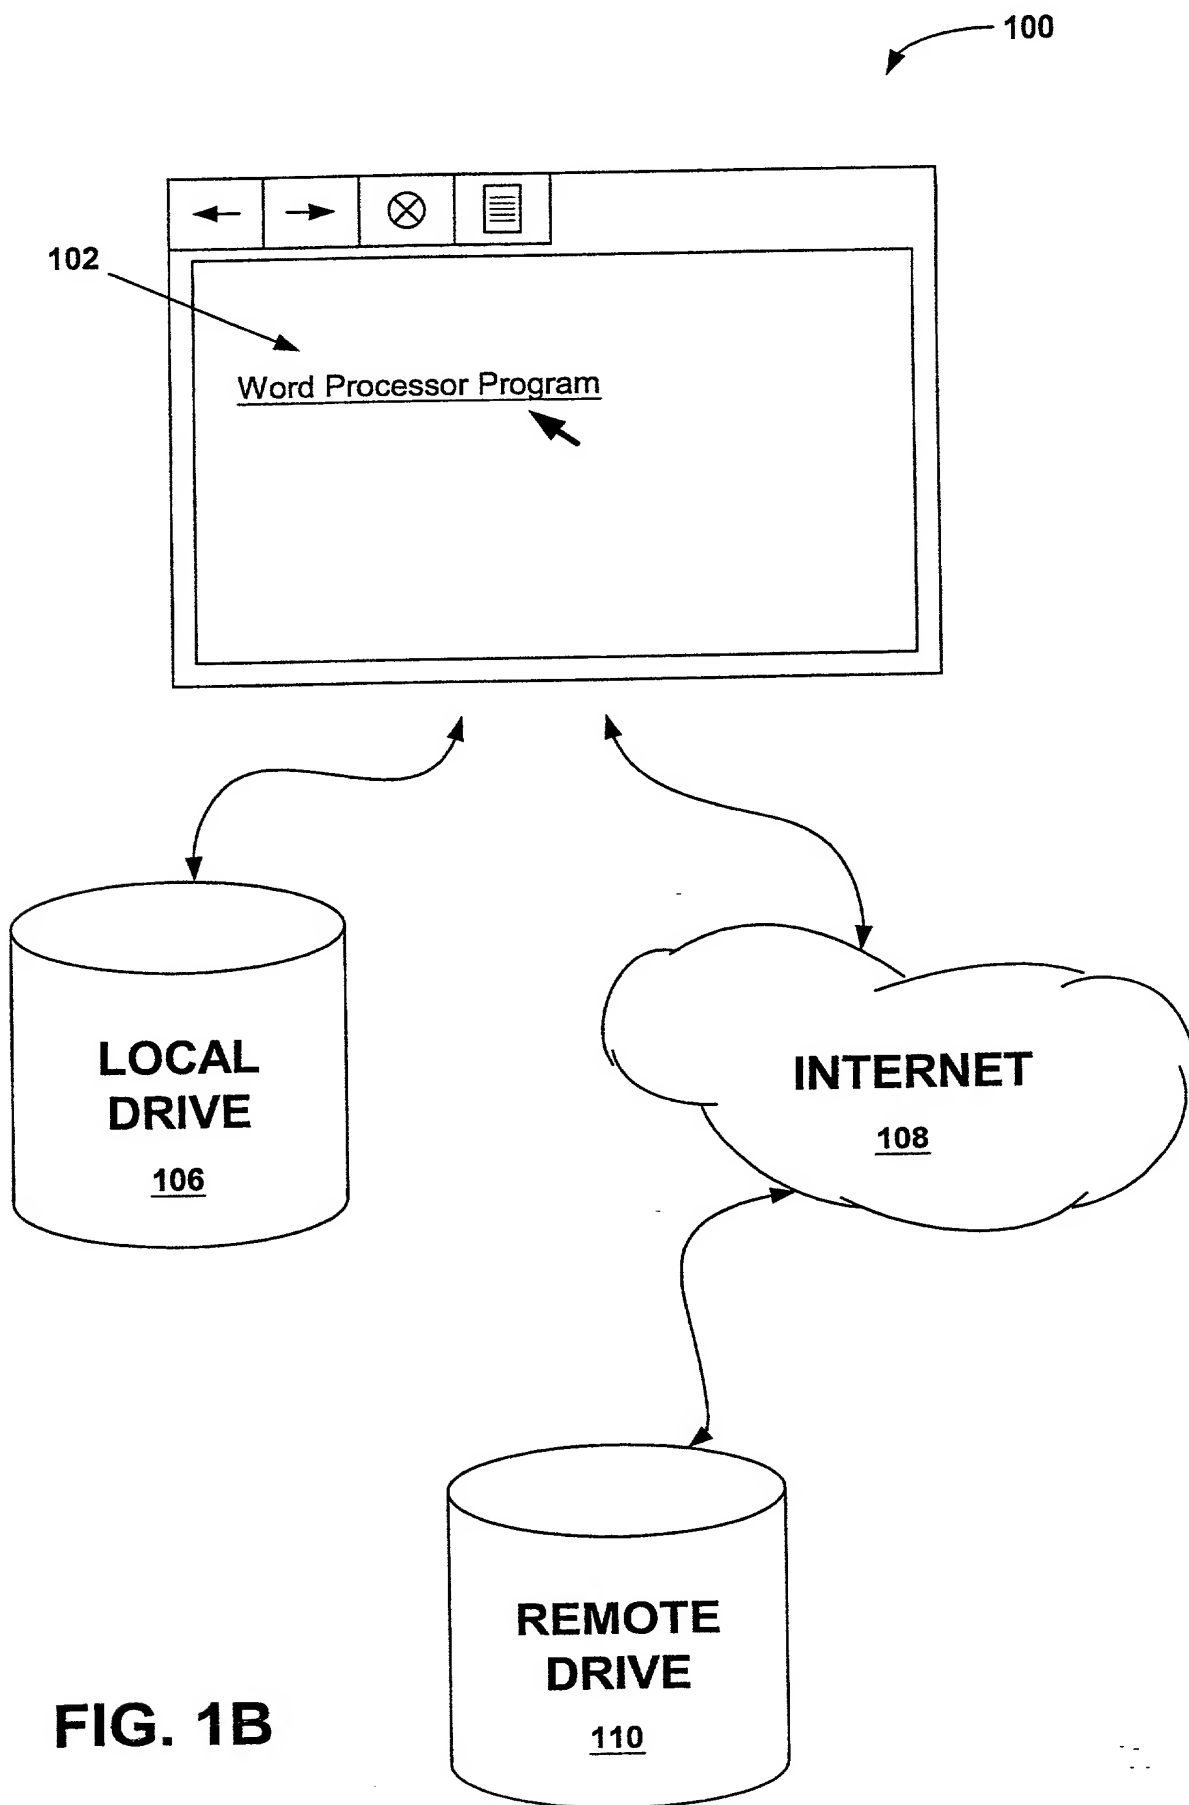 100
102
Word Processor Program
LOCAL
DRIVE
106
INTERNET
108
REMOTE
DRIVE
110
FIG. 1B